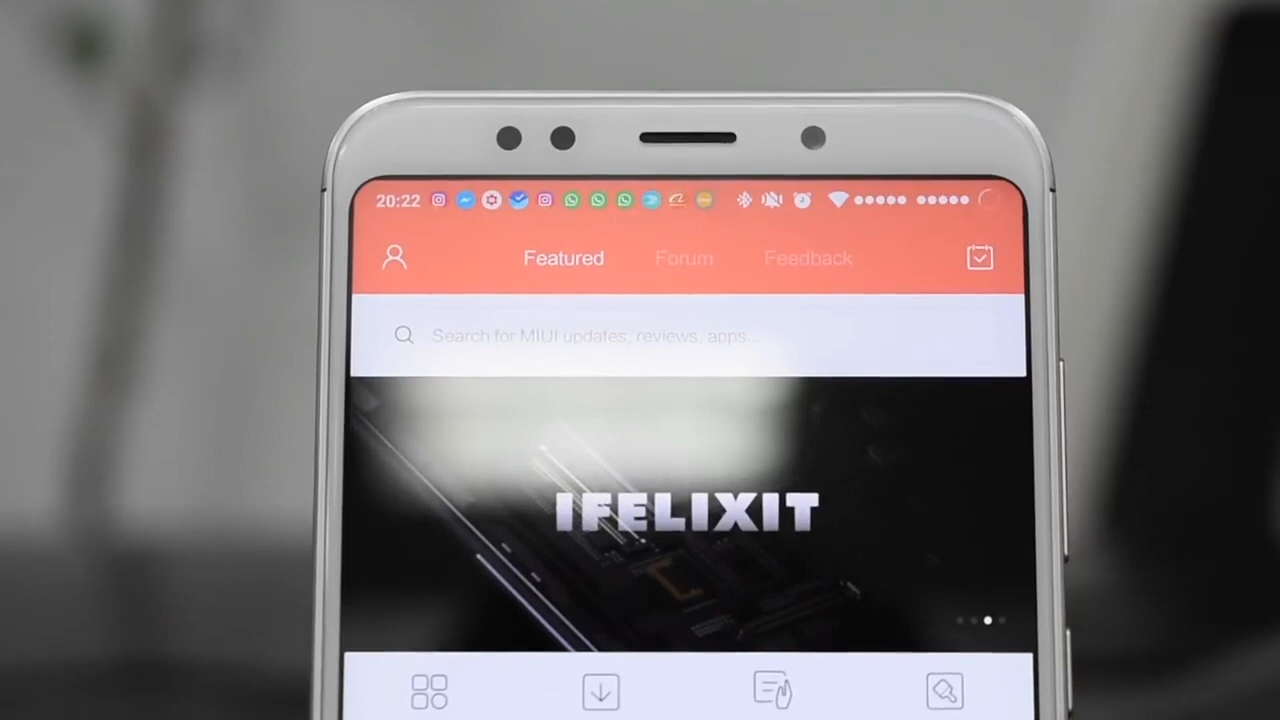 20:22
Featured Forum Feedback
Search for MIUI updates, reviews, apps...
IFELIXIT